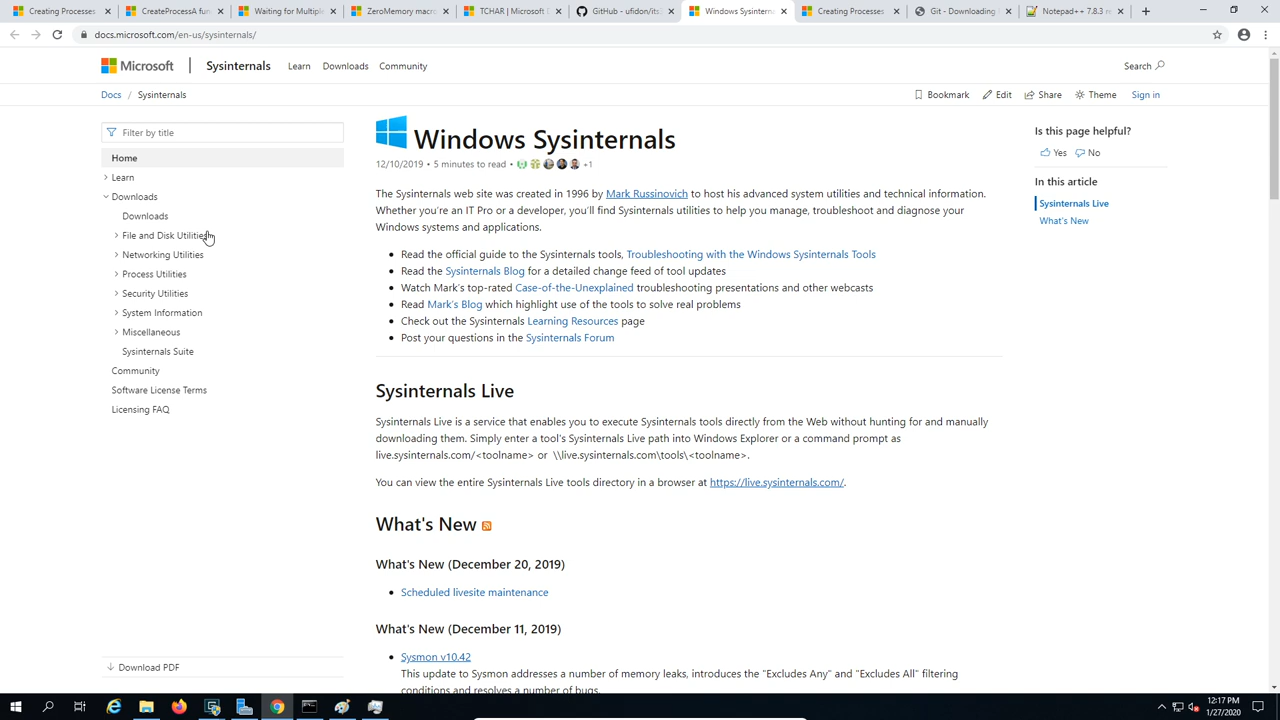 Creating Processes
CreateProcessA fun
Waiting for Multiple
ZeroMemory macro
TCHAR | Microsoft D
GitHub - ufidon/its
Windows Sysintern
Creating Processes
Git - Downloading
Notepad++ 7.8.3 r
docs.microsoft.com/en-us/sysinternals/
Microsoft
Sysinternals
Learn
Downloads
Community
Search
Docs / Sysinternals
Bookmark
Edit
Share
Theme
Sign in
Filter by title
Home
Learn
Downloads
Downloads
File and Disk Utilities
Networking Utilities
Process Utilities
Security Utilities
System Information
Miscellaneous
Sysinternals Suite
Community
Software License Terms
Licensing FAQ
Download PDF
Windows Sysinternals
12/10/2019 • 5 minutes to read • +1
The Sysinternals web site was created in 1996 by Mark Russinovich to host his advanced system utilities and technical information.
Whether you're an IT Pro or a developer, you'll find Sysinternals utilities to help you manage, troubleshoot and diagnose your
Windows systems and applications.
• Read the official guide to the Sysinternals tools, Troubleshooting with the Windows Sysinternals Tools
• Read the Sysinternals Blog for a detailed change feed of tool updates
• Watch Mark's top-rated Case-of-the-Unexplained troubleshooting presentations and other webcasts
• Read Mark's Blog which highlight use of the tools to solve real problems
• Check out the Sysinternals Learning Resources page
• Post your questions in the Sysinternals Forum
Sysinternals Live
Sysinternals Live is a service that enables you to execute Sysinternals tools directly from the Web without hunting for and manually
downloading them. Simply enter a tool's Sysinternals Live path into Windows Explorer or a command prompt as
live.sysinternals.com/<toolname> or \\live.sysinternals.com\tools\<toolname>.
You can view the entire Sysinternals Live tools directory in a browser at https://live.sysinternals.com/.
What's New
What's New (December 20, 2019)
• Scheduled livesite maintenance
What's New (December 11, 2019)
• Sysmon v10.42
This update to Sysmon addresses a number of memory leaks, introduces the "Excludes Any" and "Excludes All" filtering
conditions and resolves a number of bugs.
Is this page helpful?
Yes
No
In this article
Sysinternals Live
What's New
12:17 PM
1/27/2020